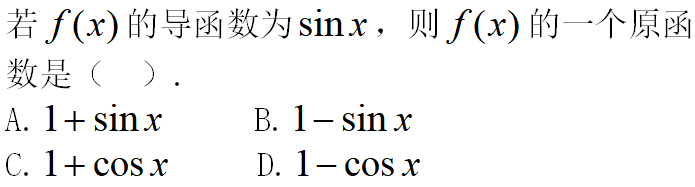 若 f(x) 的导函数为 sin x，则 f(x) 的一个原函
数是（　）.
A. 1+sin x　　B. 1−sin x
C. 1+cos x　　D. 1−cos x